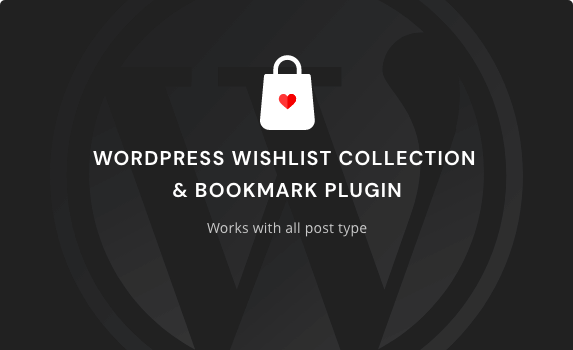 WORDPRESS WISHLIST COLLECTION
& BOOKMARK PLUGIN
Works with all post type